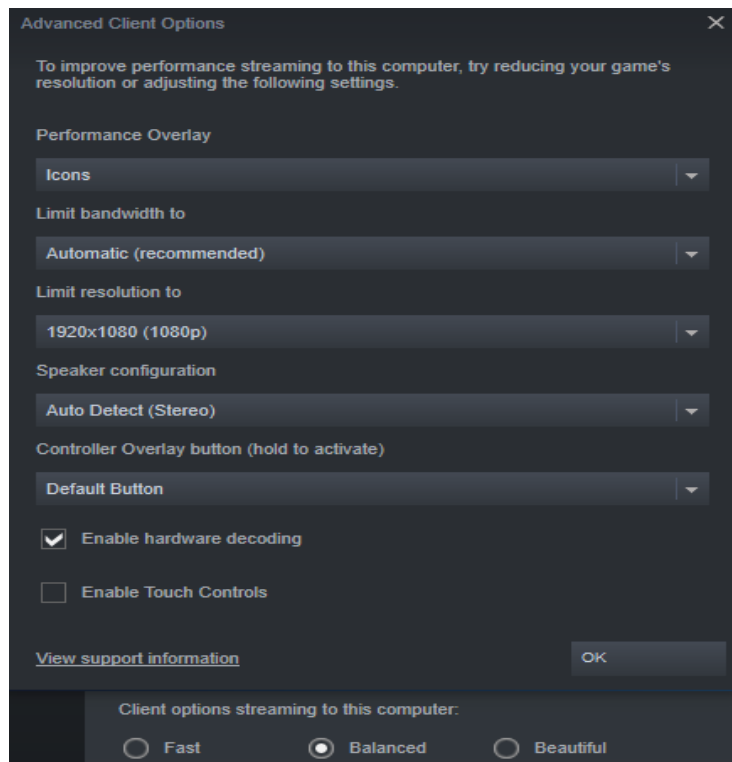 Advanced Client Options
To improve performance streaming to this computer, try reducing your game's
resolution or adjusting the following settings.
Performance Overlay
Icons
Limit bandwidth to
Automatic (recommended)
Limit resolution to
1920x1080 (1080p)
Speaker configuration
Auto Detect (Stereo)
Controller Overlay button (hold to activate)
Default Button
Enable hardware decoding
Enable Touch Controls
View support information
OK
Client options streaming to this computer:
Fast Balanced Beautiful